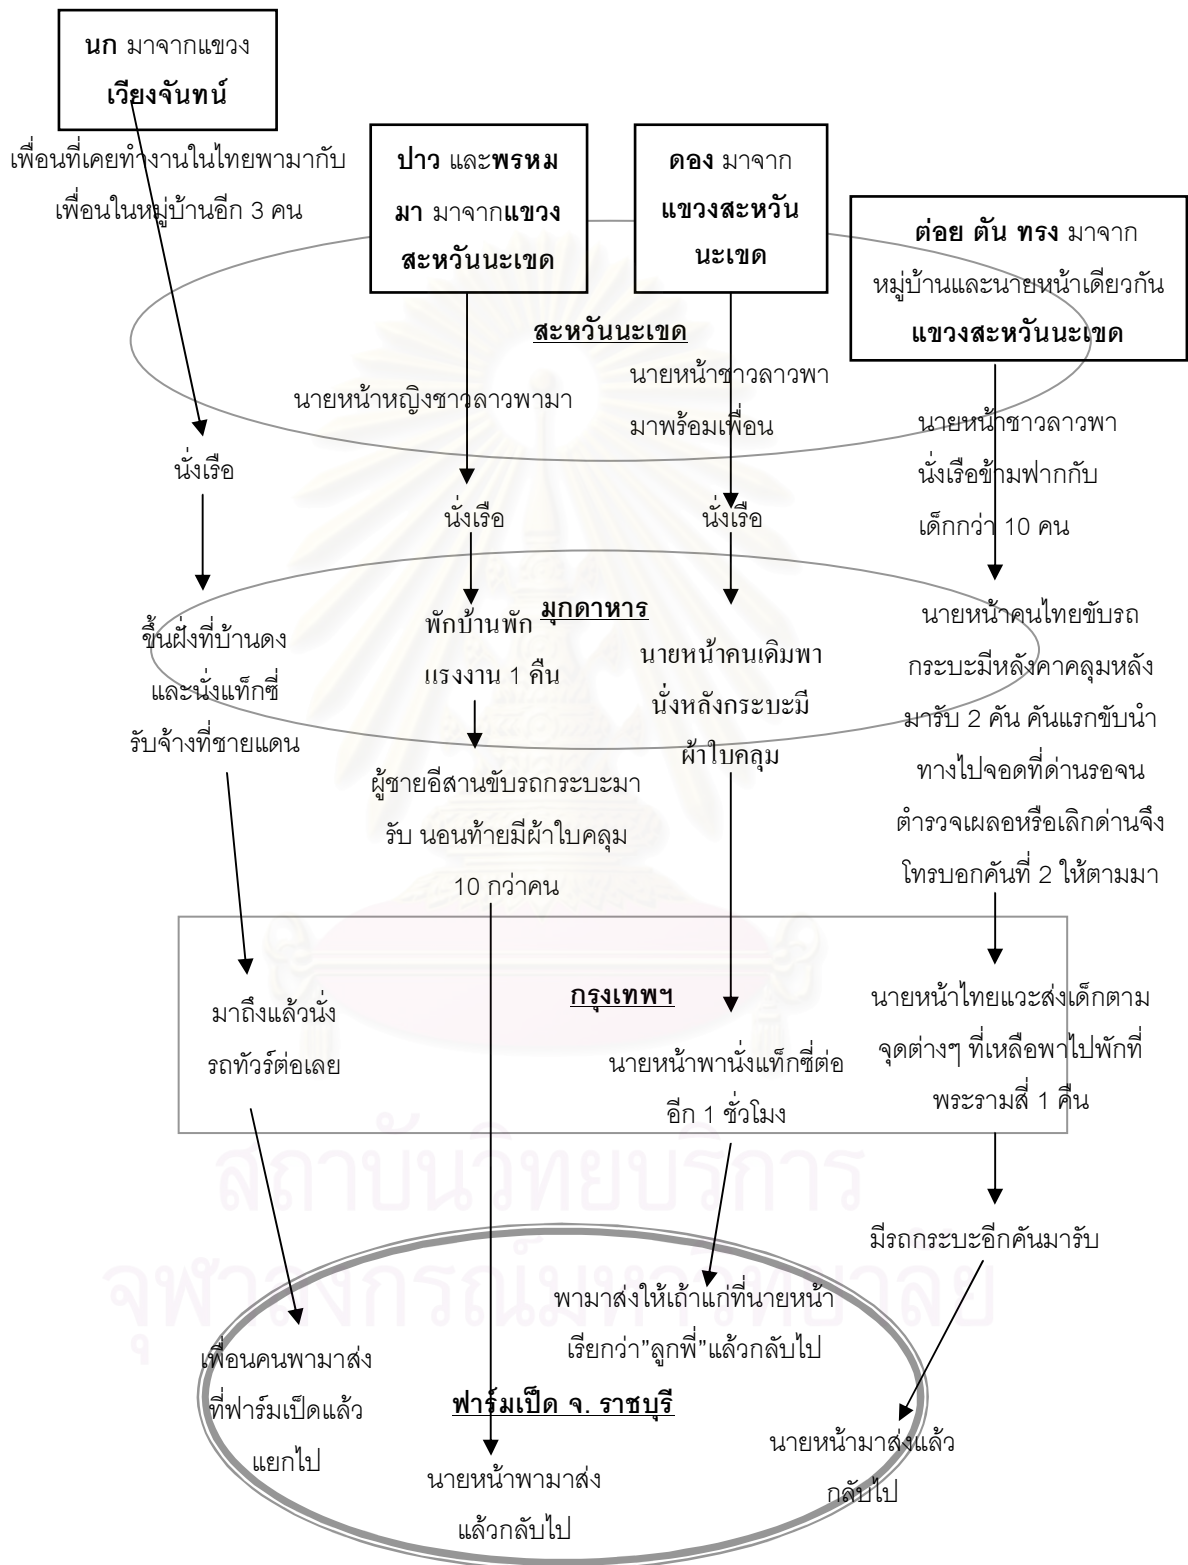 นก มาจากแขวง
เวียงจันทน์
เพื่อนที่เคยทำงานในไทยพามากับ
เพื่อนในหมู่บ้านอีก 3 คน
นั่งเรือ
ขึ้นฝั่งที่บ้านดง
และนั่งแท็กซี่
รับจ้างที่ชายแดน
มาถึงแล้วนั่ง
รถทัวร์ต่อเลย
เพื่อนคนพามาส่ง
ที่ฟาร์มเป็ดแล้ว
แยกไป
ปาว และพรหม
มา มาจากแขวง
สะหวันนะเขด
นายหน้าหญิงชาวลาวพามา
นั่งเรือ
พักบ้านพัก
แรงงาน 1 คืน
ผู้ชายอีสานขับรถกระบะมา
รับ นอนท้ายมีผ้าใบคลุม
10 กว่าคน
นายหน้าพามาส่ง
แล้วกลับไป
ดอง มาจาก
แขวงสะหวัน
นะเขด
นายหน้าชาวลาวพา
มาพร้อมเพื่อน
นั่งเรือ
นายหน้าคนเดิมพา
นั่งหลังกระบะมี
ผ้าใบคลุม
นายหน้าพานั่งแท็กซี่ต่อ
อีก 1 ชั่วโมง
พามาส่งให้เถ้าแก่ที่นายหน้า
เรียกว่า"ลูกพี่"แล้วกลับไป
ต่อย ตัน ทรง มาจาก
หมู่บ้านและนายหน้าเดียวกัน
แขวงสะหวันนะเขด
นายหน้าชาวลาวพา
นั่งเรือข้ามฟากกับ
เด็กกว่า 10 คน
นายหน้าคนไทยขับรถ
กระบะมีหลังคาคลุมหลัง
มารับ 2 คัน คันแรกขับนำ
ทางไปจอดที่ด่านรอจน
ตำรวจเผลอหรือเลิกด่านจึง
โทรบอกคันที่ 2 ให้ตามมา
นายหน้าไทยแวะส่งเด็กตาม
จุดต่างๆ ที่เหลือพาไปพักที่
พระรามสี่ 1 คืน
มีรถกระบะอีกคันมารับ
นายหน้ามาส่งแล้ว
กลับไป
สะหวันนะเขด
มุกดาหาร
กรุงเทพฯ
ฟาร์มเป็ด จ. ราชบุรี
สถาบันวิทยบริการ
จุฬาลงกรณ์มหาวิทยาลัย